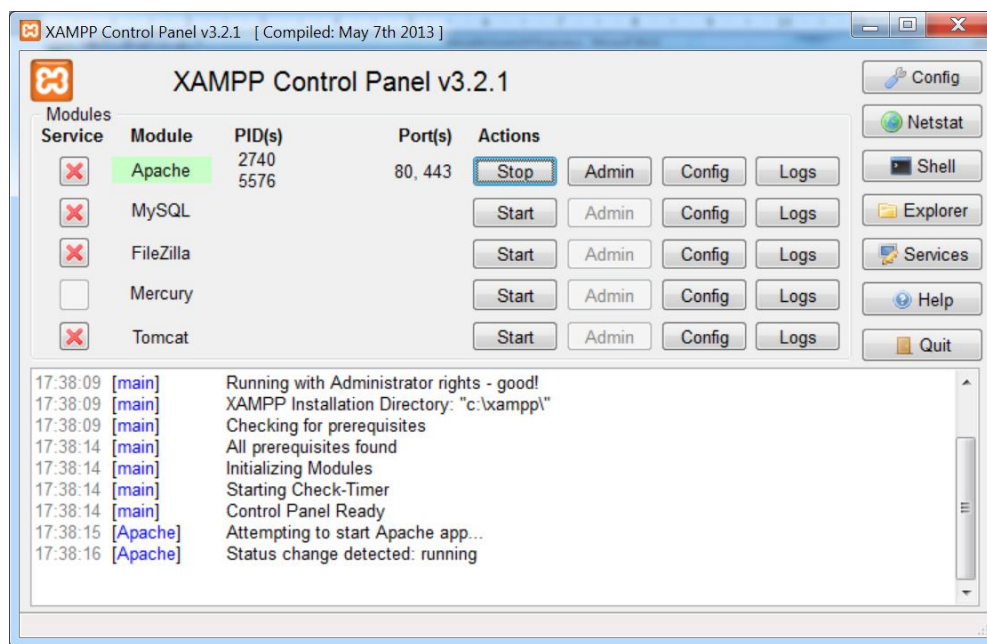 XAMPP Control Panel v3.2.1 [ Compiled: May 7th 2013 ]
XAMPP Control Panel v3.2.1
Config
Netstat
Shell
Explorer
Services
Help
Quit
Modules
Service Module PID(s) Port(s) Actions
Apache 2740 5576 80, 443 Stop Admin Config Logs
MySQL Start Admin Config Logs
FileZilla Start Admin Config Logs
Mercury Start Admin Config Logs
Tomcat Start Admin Config Logs
17:38:09 [main] Running with Administrator rights - good!
17:38:09 [main] XAMPP Installation Directory: "c:\xampp\"
17:38:09 [main] Checking for prerequisites
17:38:14 [main] All prerequisites found
17:38:14 [main] Initializing Modules
17:38:14 [main] Starting Check-Timer
17:38:14 [main] Control Panel Ready
17:38:15 [Apache] Attempting to start Apache app...
17:38:16 [Apache] Status change detected: running